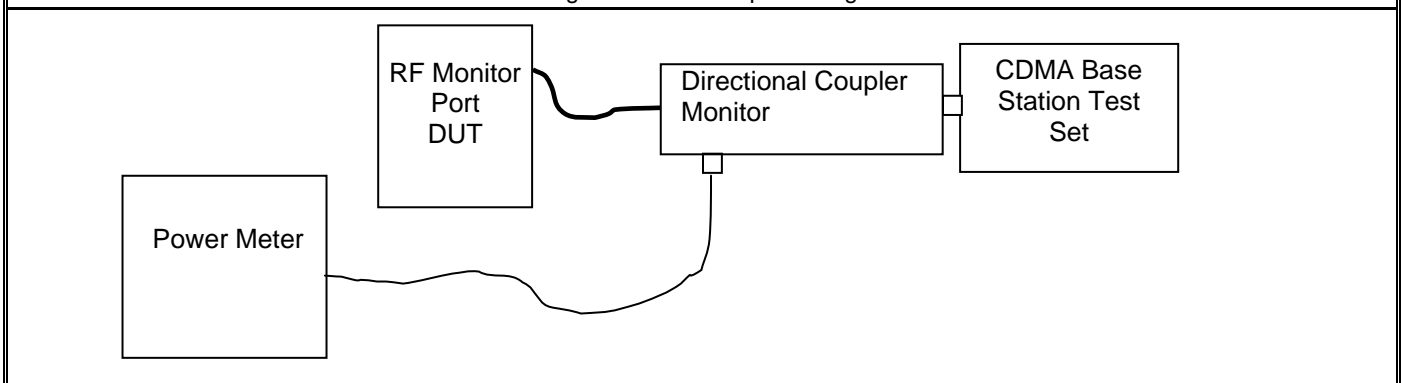 RF Monitor
Port
DUT
Directional Coupler
Monitor
CDMA Base
Station Test
Set
Power Meter